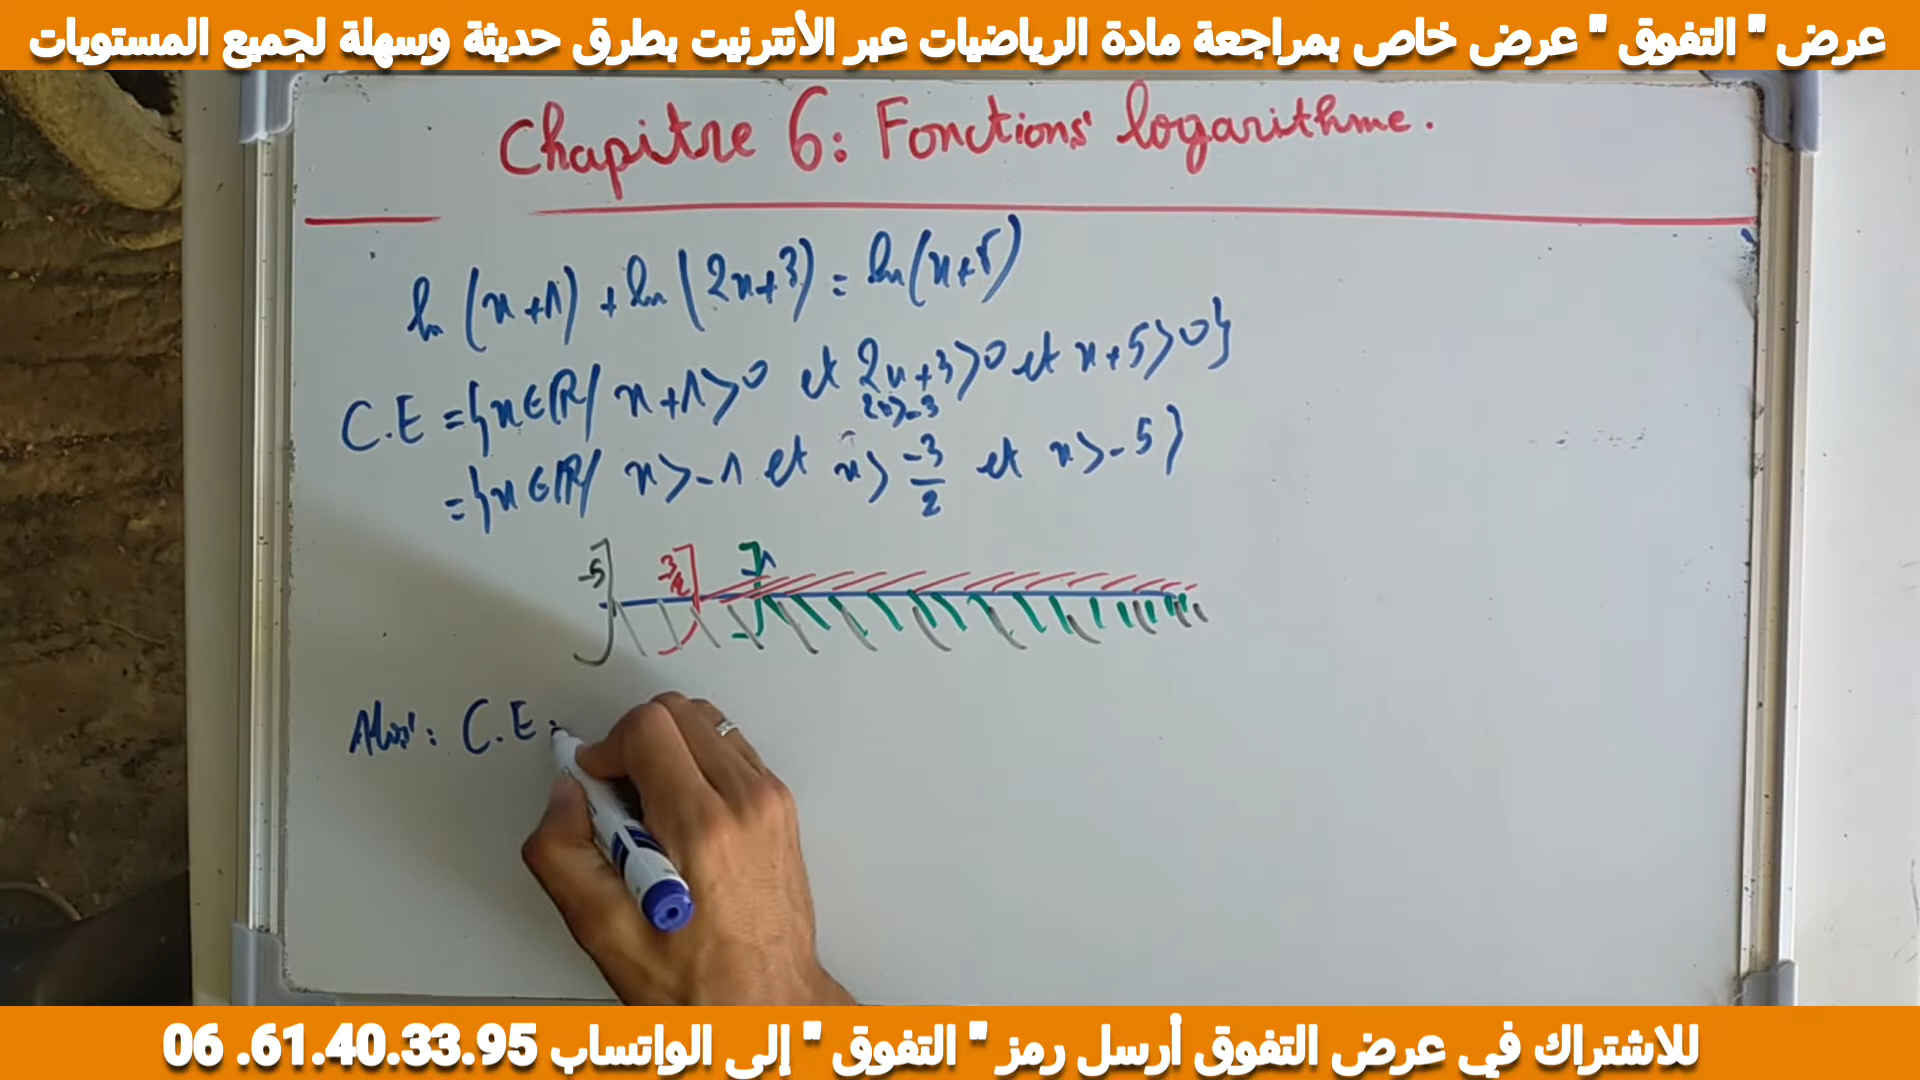 عرض " التفوق " عرض خاص بمراجعة مادة الرياضيات عبر الأنترنيت بطرق حديثة وسهلة لجميع المستويات
Chapitre 6: Fonctions logarithme.
ln (x+1) + ln (2x+3) = ln (x+5)
C.E = {x∈ℝ/ x+1>0 et 2x+3>0 et x+5>0}
2x>-3
= {x∈ℝ/ x>-1 et x> -3/2 et x>-5}
-5 -3/2 -1
Alors: C.E =
للاشتراك في عرض التفوق أرسل رمز " التفوق " إلى الواتساب 06 .61.40.33.95